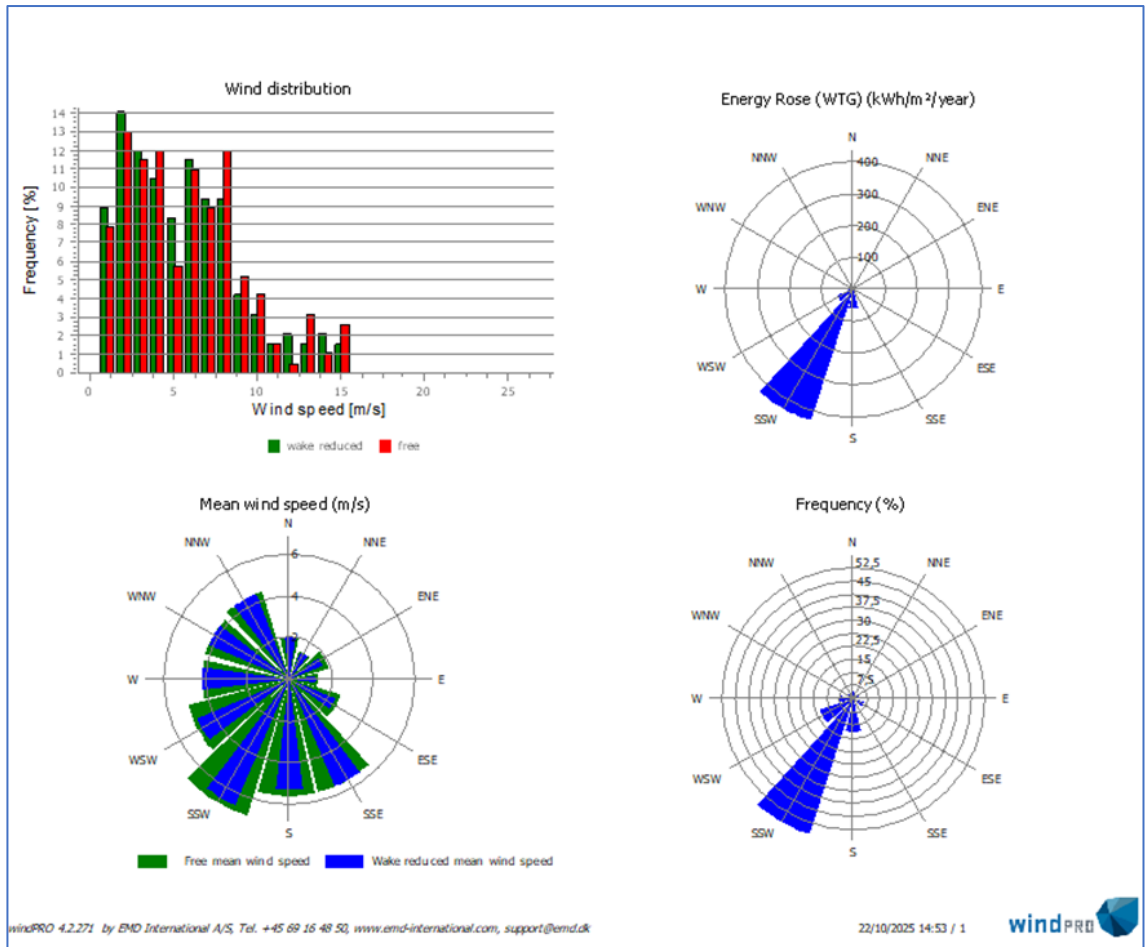 Wind distribution
Frequency [%]
14
13
12
11
10
9
8
7
6
5
4
3
2
1
0
0 5 10 15 20 25
Wind speed [m/s]
wake reduced free
Energy Rose (WTG) (kWh/m²/year)
N
NNW NNE
400
300
WNW ENE
200
100
W E
WSW ESE
SSW SSE
S
Mean wind speed (m/s)
N
NNW NNE
6
WNW 4 ENE
2
W E
WSW ESE
SSW SSE
S
Free mean wind speed Wake reduced mean wind speed
Frequency (%)
N
NNW NNE
52,5
45
37,5
WNW 30 ENE
22,5
15
7,5
W E
WSW ESE
SSW SSE
S
windPRO 4.2.271 by EMD International A/S, Tel. +45 69 16 48 50, www.emd-international.com, support@emd.dk
22/10/2025 14:53 / 1
windPRO